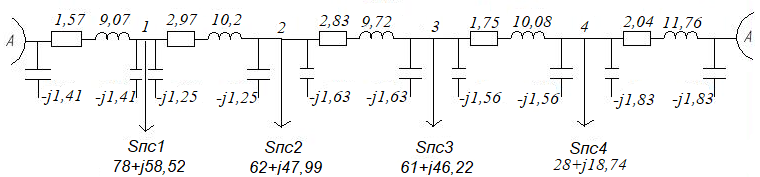 1,57 9,07 1 2,97 10,2 2 2,83 9,72 3 1,75 10,08 4 2,04 11,76
A A
-j1,41 -j1,41 -j1,25 -j1,25 -j1,63 -j1,63 -j1,56 -j1,56 -j1,83 -j1,83
Sпс1 Sпс2 Sпс3 Sпс4
78+j58,52 62+j47,99 61+j46,22 28+j18,74